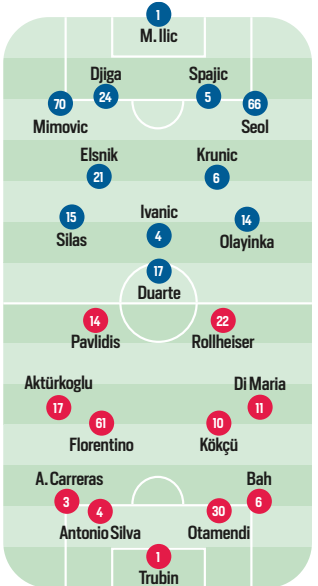 1
M. Ilic
Djiga
Spajic
24
5
70
66
Mimovic
Seol
Elsnik
Krunic
21
6
15
Ivanic
14
Silas
4
Olayinka
17
Duarte
14
22
Pavlidis
Rollheiser
Aktürkoglu
Di Maria
17
11
61
10
Florentino
Kökçü
A. Carreras
Bah
3
6
4
30
Antonio Silva
Otamendi
1
Trubin